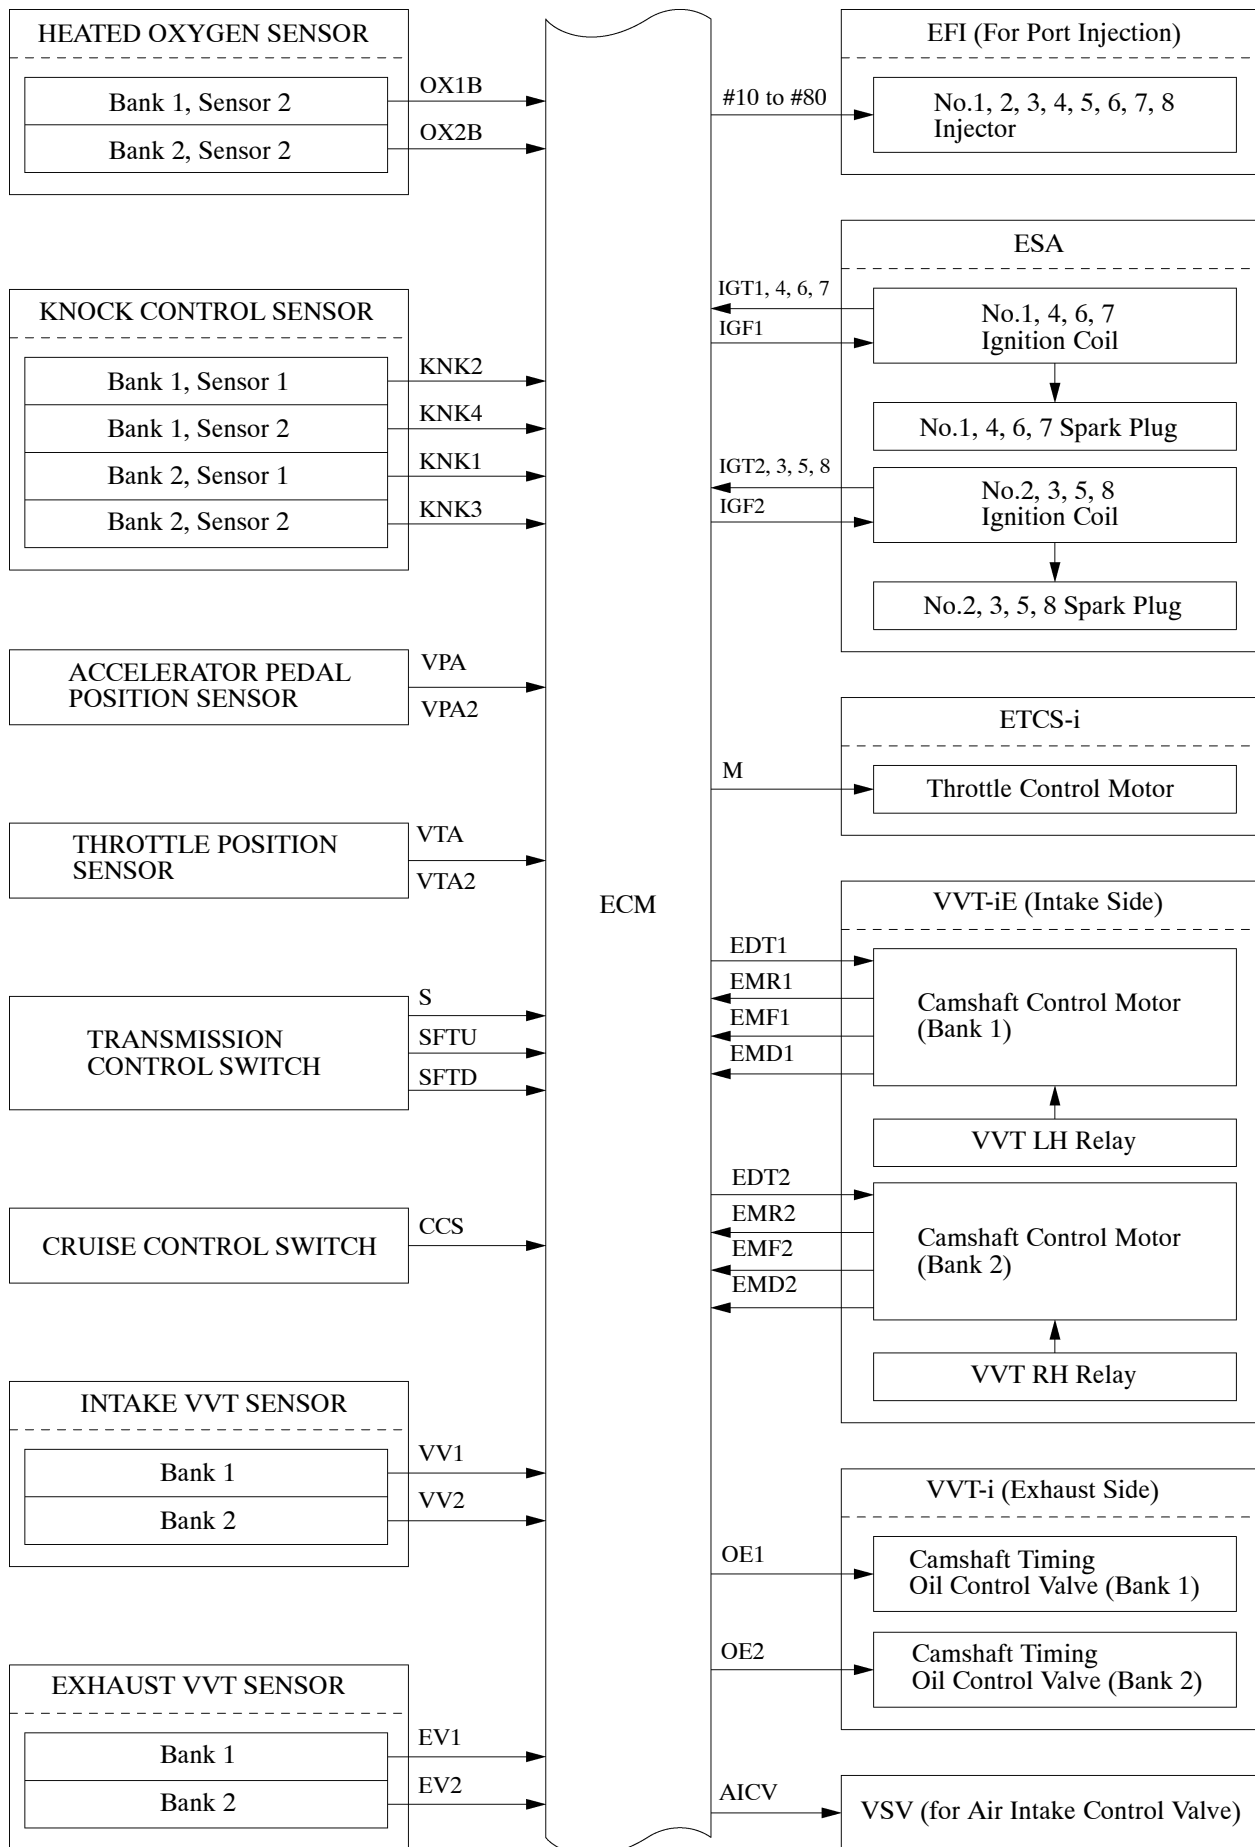 HEATED OXYGEN SENSOR
Bank 1, Sensor 2
OX1B
Bank 2, Sensor 2
OX2B
KNOCK CONTROL SENSOR
Bank 1, Sensor 1
KNK2
Bank 1, Sensor 2
KNK4
Bank 2, Sensor 1
KNK1
Bank 2, Sensor 2
KNK3
ACCELERATOR PEDAL
POSITION SENSOR
VPA
VPA2
THROTTLE POSITION
SENSOR
VTA
VTA2
TRANSMISSION
CONTROL SWITCH
S
SFTU
SFTD
CRUISE CONTROL SWITCH
CCS
INTAKE VVT SENSOR
Bank 1
VV1
Bank 2
VV2
EXHAUST VVT SENSOR
Bank 1
EV1
Bank 2
EV2
ECM
EFI (For Port Injection)
#10 to #80
No.1, 2, 3, 4, 5, 6, 7, 8
Injector
ESA
IGT1, 4, 6, 7
IGF1
No.1, 4, 6, 7
Ignition Coil
No.1, 4, 6, 7 Spark Plug
IGT2, 3, 5, 8
IGF2
No.2, 3, 5, 8
Ignition Coil
No.2, 3, 5, 8 Spark Plug
ETCS-i
M
Throttle Control Motor
VVT-iE (Intake Side)
EDT1
EMR1
EMF1
EMD1
Camshaft Control Motor
(Bank 1)
VVT LH Relay
EDT2
EMR2
EMF2
EMD2
Camshaft Control Motor
(Bank 2)
VVT RH Relay
VVT-i (Exhaust Side)
OE1
Camshaft Timing
Oil Control Valve (Bank 1)
OE2
Camshaft Timing
Oil Control Valve (Bank 2)
AICV
VSV (for Air Intake Control Valve)